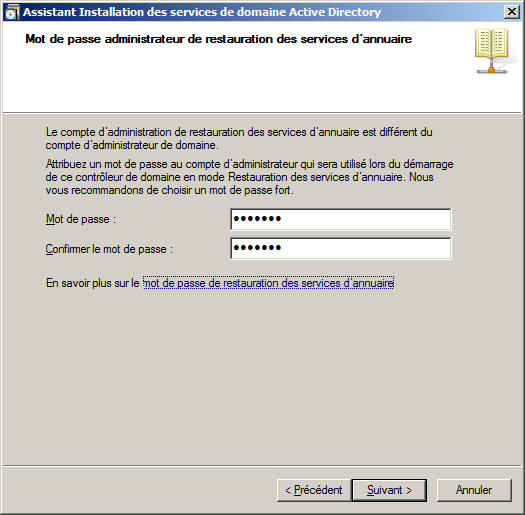 Assistant Installation des services de domaine Active Directory
Mot de passe administrateur de restauration des services d'annuaire
Le compte d'administration de restauration des services d'annuaire est différent du
compte d'administrateur de domaine.
Attribuez un mot de passe au compte d'administrateur qui sera utilisé lors du démarrage
de ce contrôleur de domaine en mode Restauration des services d'annuaire. Nous
vous recommandons de choisir un mot de passe fort.
Mot de passe : •••••••
Confirmer le mot de passe : •••••••
En savoir plus sur le mot de passe de restauration des services d'annuaire
< Précédent Suivant > Annuler